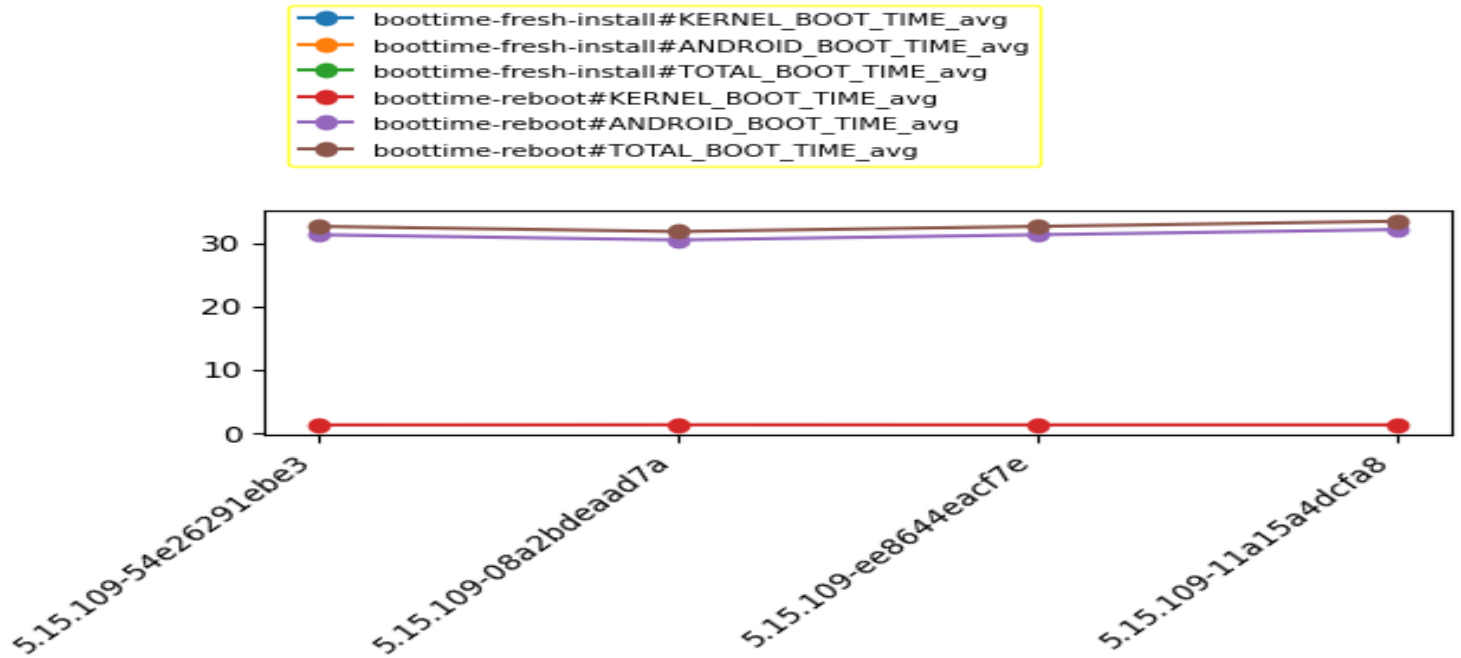 boottime-fresh-install#KERNEL_BOOT_TIME_avg
boottime-fresh-install#ANDROID_BOOT_TIME_avg
boottime-fresh-install#TOTAL_BOOT_TIME_avg
boottime-reboot#KERNEL_BOOT_TIME_avg
boottime-reboot#ANDROID_BOOT_TIME_avg
boottime-reboot#TOTAL_BOOT_TIME_avg
30
20
10
0
5.15.109-54e26291ebe3
5.15.109-08a2bdeaad7a
5.15.109-ee8644eacf7e
5.15.109-11a15a4dcfa8